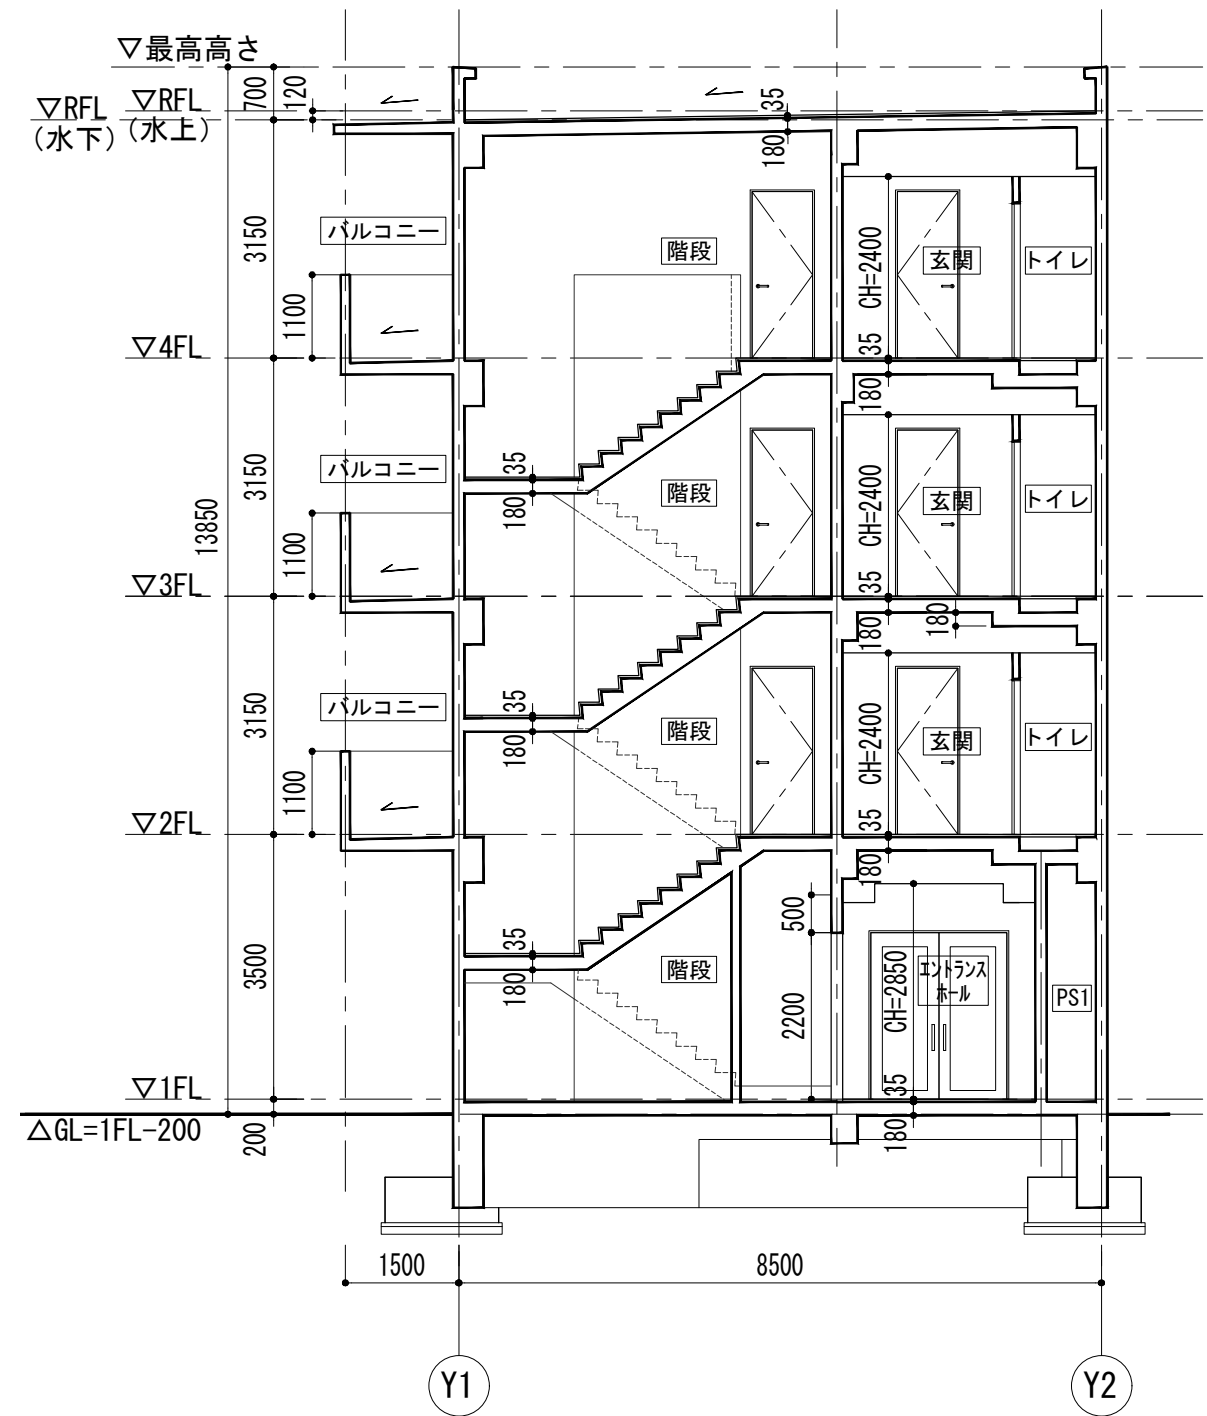 ▽最高高さ
700
120
▽RFL
(水下)
▽RFL
(水上)
35
180
3150
バルコニー
階段
CH=2400
玄関
トイレ
1100
35
▽4FL
180
3150
バルコニー
35
180
階段
CH=2400
玄関
トイレ
13850
1100
35
▽3FL
180
180
3150
バルコニー
35
180
階段
CH=2400
玄関
トイレ
1100
35
▽2FL
180
500
3500
35
180
階段
2200
CH=2850
エントランス
ホール
PS1
35
▽1FL
△GL=1FL-200
200
180
1500
8500
Y1
Y2